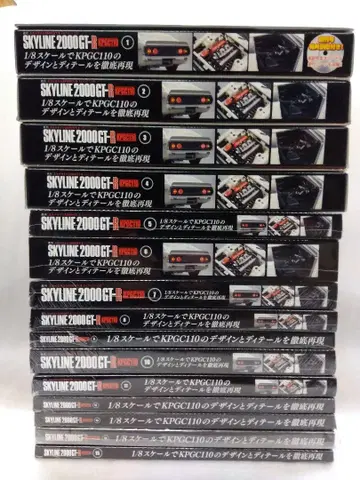 SKYLINE 2000GT-R KPGC110 1
1/8スケールでKPGC110の
デザインとディテールを徹底再現
SKYLINE 2000GT-R KPGC110 2
1/8スケールでKPGC110の
デザインとディテールを徹底再現
SKYLINE 2000GT-R KPGC110 3
1/8スケールでKPGC110の
デザインとディテールを徹底再現
SKYLINE 2000GT-R KPGC110 4
1/8スケールでKPGC110の
デザインとディテールを徹底再現
SKYLINE 2000GT-R KPGC110 5
1/8スケールでKPGC110の
デザインとディテールを徹底再現
SKYLINE 2000GT-R KPGC110 6
1/8スケールでKPGC110の
デザインとディテールを徹底再現
SKYLINE 2000GT-R KPGC110 7
1/8スケールでKPGC110の
デザインとディテールを徹底再現
SKYLINE 2000GT-R KPGC110 8
1/8スケールでKPGC110の
デザインとディテールを徹底再現
SKYLINE 2000GT-R 1/8スケールでKPGC110のデザインとディテールを徹底再現
SKYLINE 2000GT-R KPGC110 10
1/8スケールでKPGC110の
デザインとディテールを徹底再現
SKYLINE 2000GT-R KPGC110
1/8スケールでKPGC110の
デザインとディテールを徹底再現
SKYLINE 2000GT-R 1/8スケールでKPGC110のデザインとディテールを徹底再現
SKYLINE 2000GT-R 1/8スケールでKPGC110のデザインとディテールを徹底再現
SKYLINE 2000GT-R 1/8スケールでKPGC110のデザインとディテールを徹底再現
SKYLINE 2000GT-R 15 1/8スケールでKPGC110のデザインとディテールを徹底再現